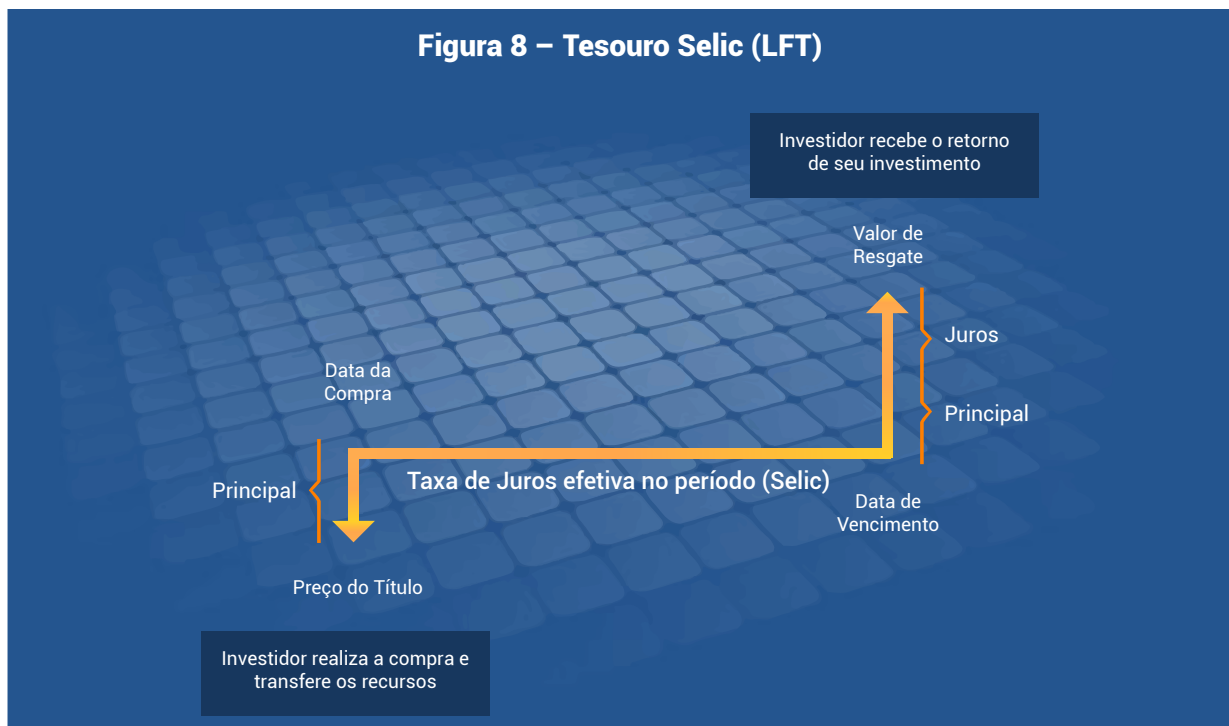 Figura 8 – Tesouro Selic (LFT)
Investidor recebe o retorno
de seu investimento
Valor de
Resgate
Juros
Data da
Compra
Principal
Principal
Taxa de Juros efetiva no período (Selic)
Data de
Vencimento
Preço do Título
Investidor realiza a compra e
transfere os recursos